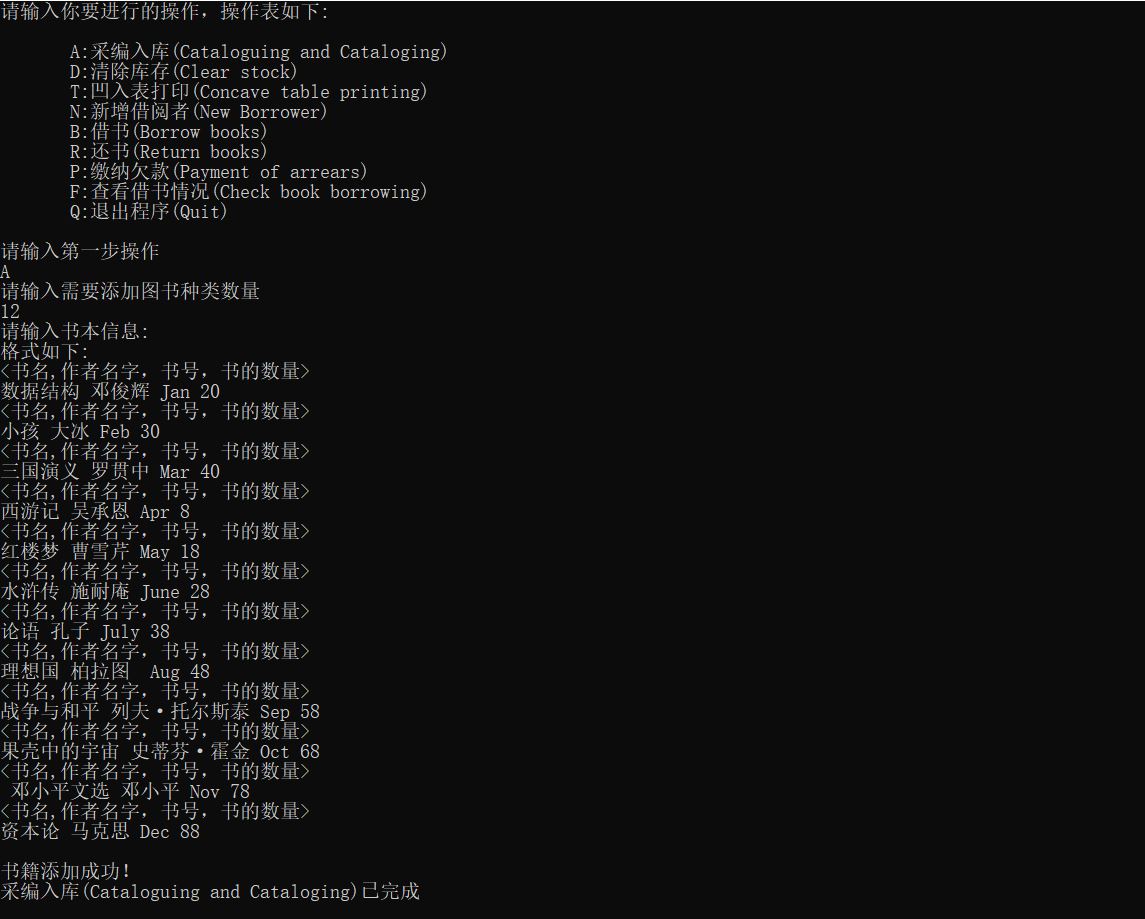 请输入你要进行的操作，操作表如下:
A:采编入库(Cataloguing and Cataloging)
D:清除库存(Clear stock)
T:凹入表打印(Concave table printing)
N:新增借阅者(New Borrower)
B:借书(Borrow books)
R:还书(Return books)
P:缴纳欠款(Payment of arrears)
F:查看借书情况(Check book borrowing)
Q:退出程序(Quit)
请输入第一步操作
A
请输入需要添加图书种类数量
12
请输入书本信息:
格式如下:
<书名,作者名字，书号，书的数量>
数据结构 邓俊辉 Jan 20
<书名,作者名字，书号，书的数量>
小孩 大冰 Feb 30
<书名,作者名字，书号，书的数量>
三国演义 罗贯中 Mar 40
<书名,作者名字，书号，书的数量>
西游记 吴承恩 Apr 8
<书名,作者名字，书号，书的数量>
红楼梦 曹雪芹 May 18
<书名,作者名字，书号，书的数量>
水浒传 施耐庵 June 28
<书名,作者名字，书号，书的数量>
论语 孔子 July 38
<书名,作者名字，书号，书的数量>
理想国 柏拉图  Aug 48
<书名,作者名字，书号，书的数量>
战争与和平 列夫·托尔斯泰 Sep 58
<书名,作者名字，书号，书的数量>
果壳中的宇宙 史蒂芬·霍金 Oct 68
<书名,作者名字，书号，书的数量>
邓小平文选 邓小平 Nov 78
<书名,作者名字，书号，书的数量>
资本论 马克思 Dec 88
书籍添加成功!
采编入库(Cataloguing and Cataloging)已完成